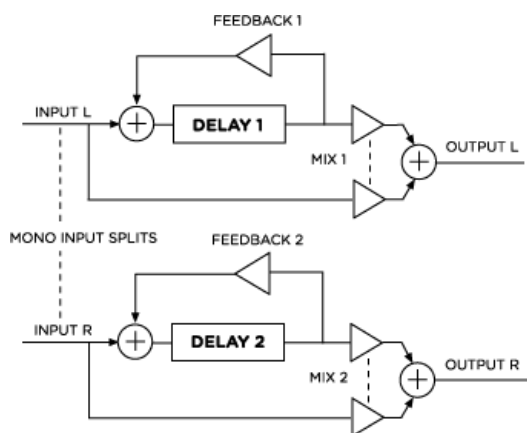 FEEDBACK 1
INPUT L
DELAY 1
OUTPUT L
MIX 1
MONO INPUT SPLITS
FEEDBACK 2
INPUT R
DELAY 2
OUTPUT R
MIX 2